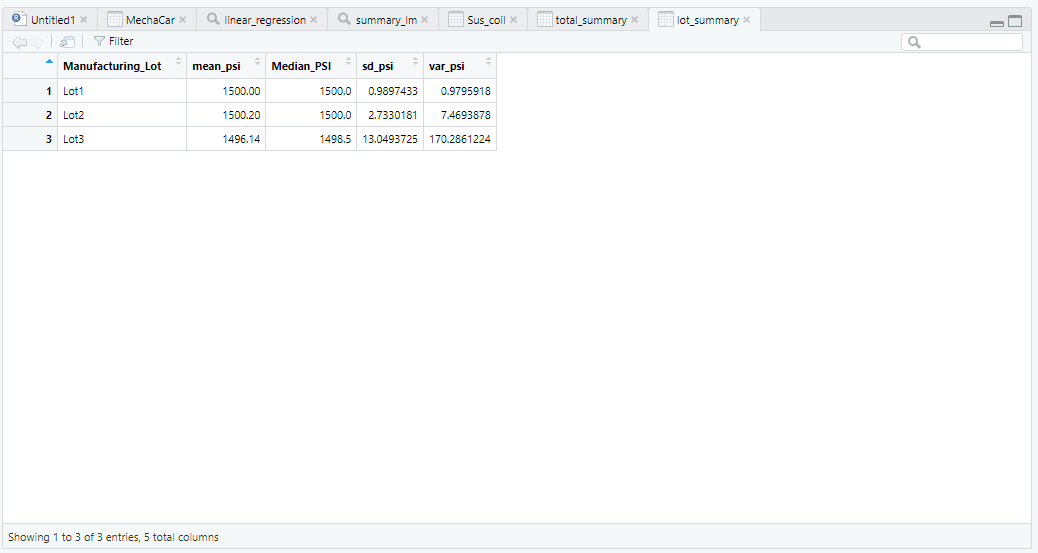 Untitled1 × MechaCar × linear_regression × summary_lm × Sus_coil × total_summary × lot_summary ×
Filter
Manufacturing_Lot mean_psi Median_PSI sd_psi var_psi
1 Lot1 1500.00 1500.0 0.9897433 0.9795918
2 Lot2 1500.20 1500.0 2.7330181 7.4693878
3 Lot3 1496.14 1498.5 13.0493725 170.2861224
Showing 1 to 3 of 3 entries, 5 total columns